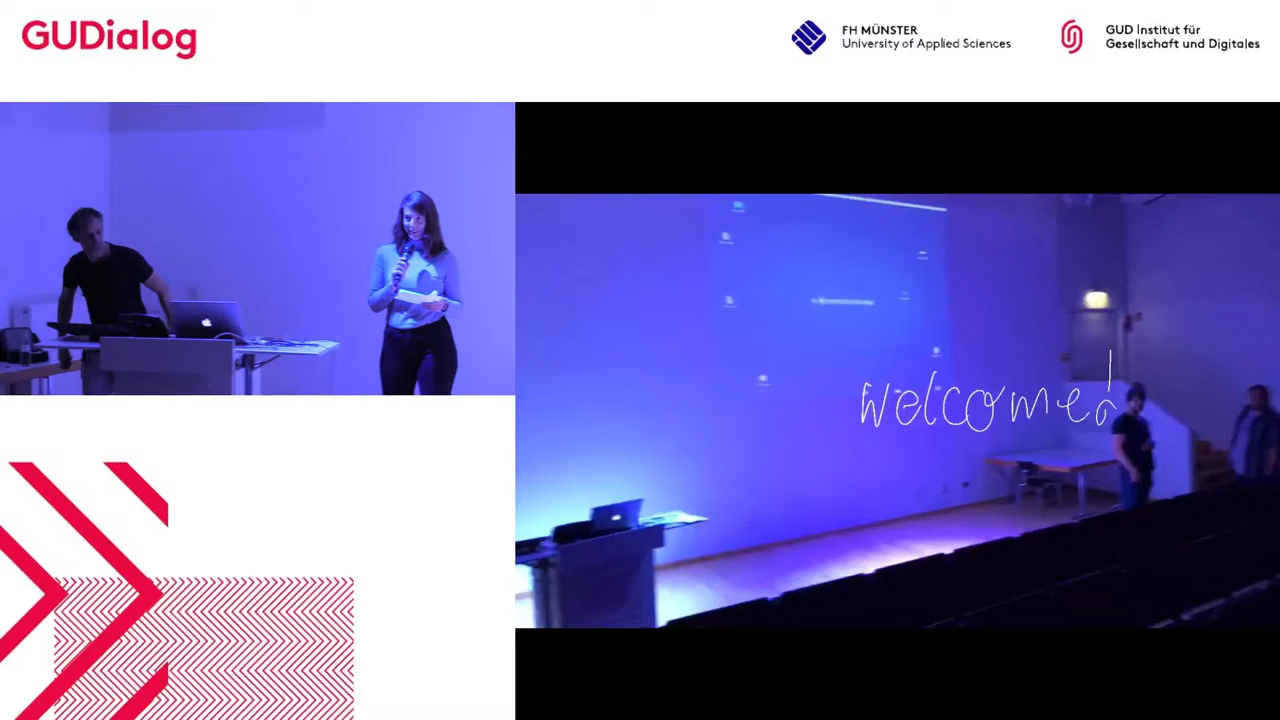 GUDialog
FH MÜNSTER
University of Applied Sciences
GUD Institut für
Gesellschaft und Digitales
welcome!